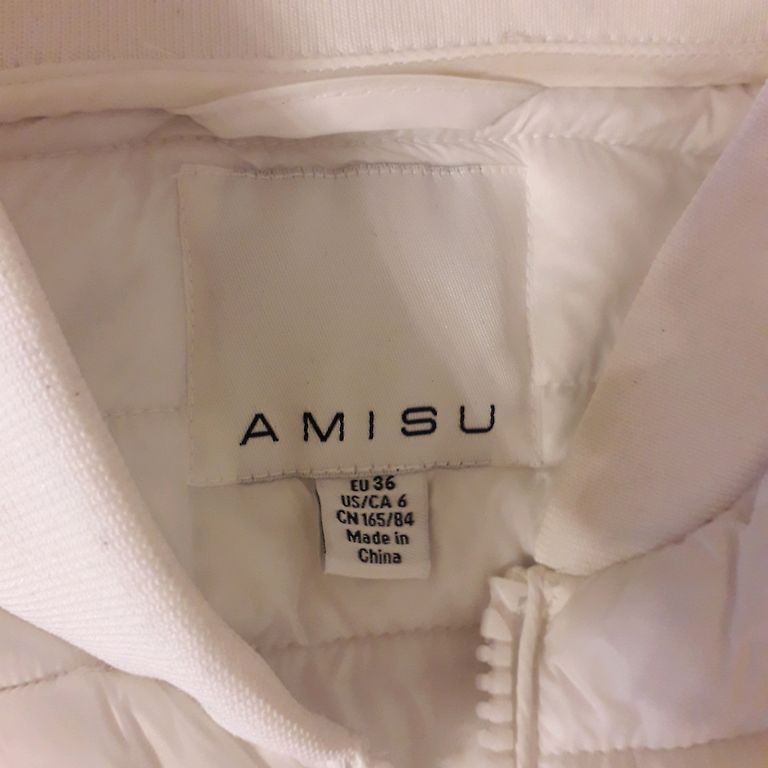 AMISU
EU 36
US/CA 6
CN 165/84
Made in
China